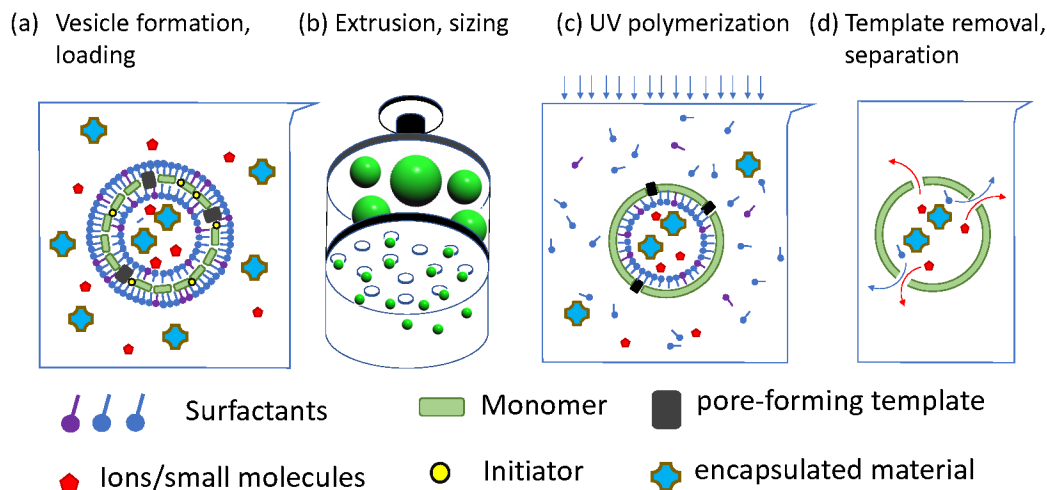 (a) Vesicle formation, loading
(b) Extrusion, sizing
(c) UV polymerization
(d) Template removal, separation
Surfactants
Monomer
pore-forming template
Ions/small molecules
Initiator
encapsulated material